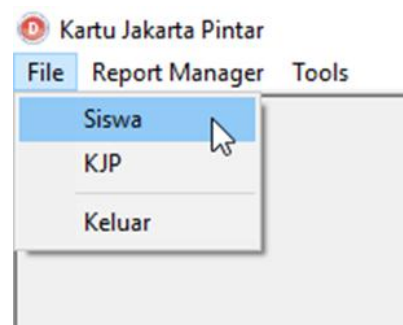 D Kartu Jakarta Pintar
File Report Manager Tools
Siswa
KJP
Keluar